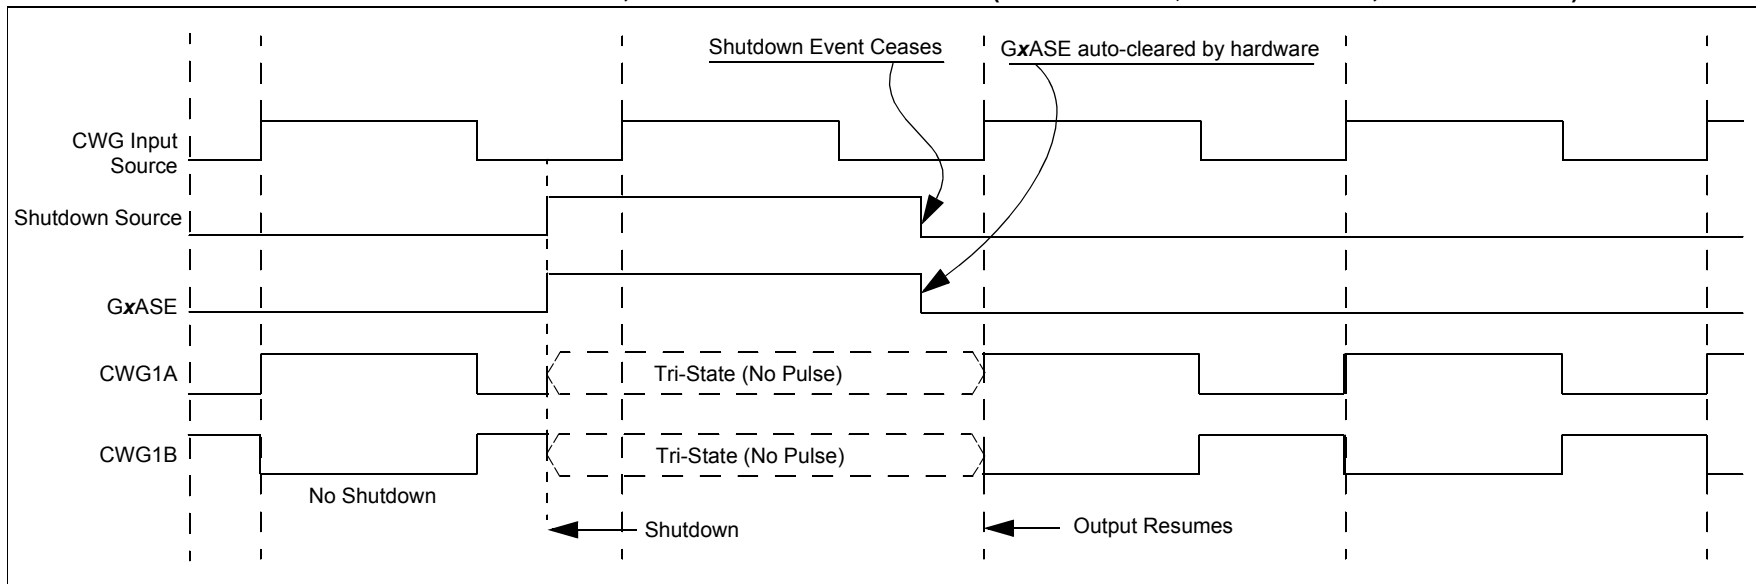 Shutdown Event Ceases
GxASE auto-cleared by hardware
CWG Input
Source
Shutdown Source
GxASE
CWG1A
Tri-State (No Pulse)
CWG1B
Tri-State (No Pulse)
No Shutdown
Shutdown
Output Resumes